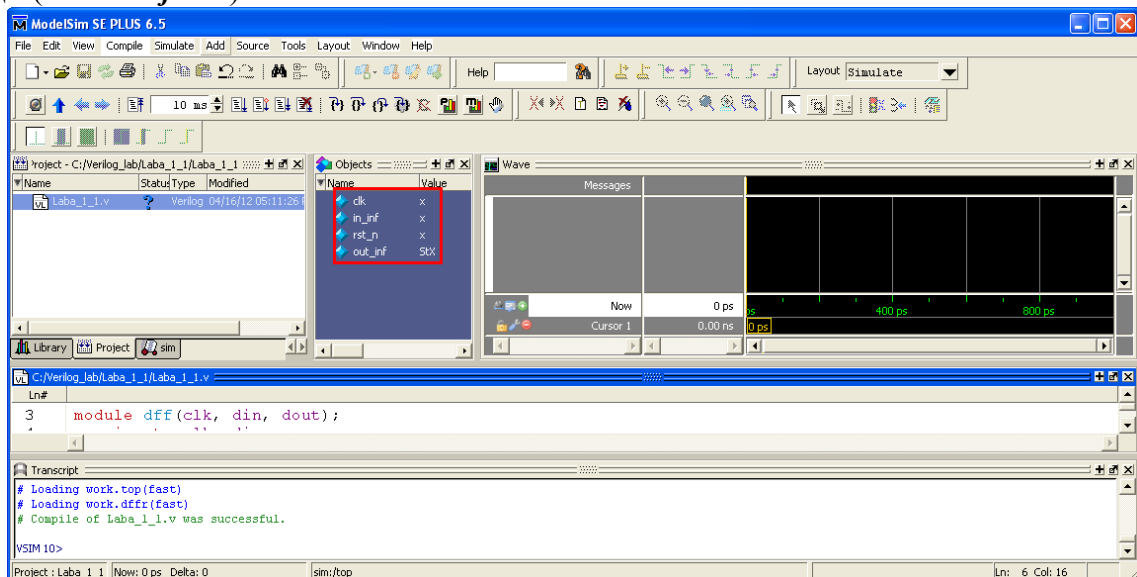 ModelSim SE PLUS 6.5
File Edit View Compile Simulate Add Source Tools Layout Window Help
Help Layout Simulate
10 ms
Project - C:/Verilog_lab/Laba_1_1/Laba_1_1
Name Status Type Modified
Laba_1_1.v ? Verilog 04/16/12 05:11:26
Library Project sim
Objects
Name Value
clk x
in_inf x
rst_n x
out_inf StX
Wave
Messages
Now 0 ps
Cursor 1 0.00 ns
ps 400 ps 800 ps
0 ps
C:/Verilog_lab/Laba_1_1/Laba_1_1.v
Ln#
3 module dff(clk, din, dout);
Transcript
# Loading work.top(fast)
# Loading work.dffr(fast)
# Compile of Laba_1_1.v was successful.
VSIM 10>
Project : Laba_1_1 Now: 0 ps Delta: 0 sim:/top Ln: 6 Col: 16